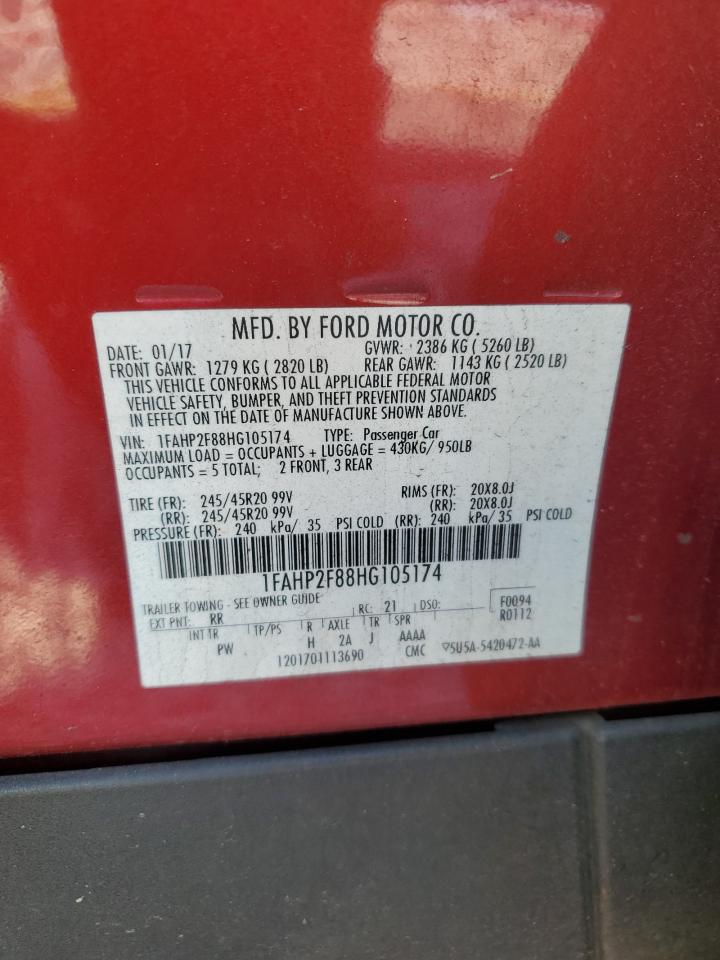 MFD. BY FORD MOTOR CO.
DATE: 01/17 GVWR: 2386 KG ( 5260 LB)
FRONT GAWR: 1279 KG ( 2820 LB) REAR GAWR: 1143 KG ( 2520 LB)
THIS VEHICLE CONFORMS TO ALL APPLICABLE FEDERAL MOTOR
VEHICLE SAFETY, BUMPER, AND THEFT PREVENTION STANDARDS
IN EFFECT ON THE DATE OF MANUFACTURE SHOWN ABOVE.
VIN: 1FAHP2F88HG105174 TYPE: Passenger Car
MAXIMUM LOAD = OCCUPANTS + LUGGAGE = 430KG/ 950LB
OCCUPANTS = 5 TOTAL; 2 FRONT, 3 REAR
TIRE (FR): 245/45R20 99V RIMS (FR): 20X8.0J
(RR): 245/45R20 99V (RR): 20X8.0J
PRESSURE (FR): 240 kPa/ 35 PSI COLD (RR): 240 kPa/ 35 PSI COLD
1FAHP2F88HG105174
TRAILER TOWING - SEE OWNER GUIDE F0094
EXT PNT: RR RC: 21 DSO: R0112
INT TR TP/PS R AXLE TR SPR
PW H 2A J AAAA
1201701113690 CMC 5U5A-5420472-AA